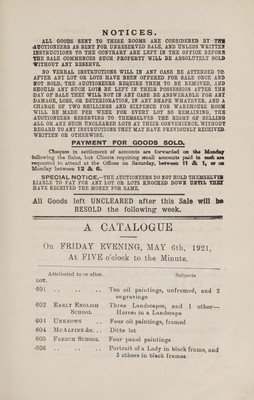 NOTICES.
ALL GOODS SENT TO THESE ROOMS ARE CONSIDERED BY THE
AUCTIONEERS AS SENT FOR UNRESERVED SALE, AND UNLESS WRITTEN
INSTRUCTIONS TO THE CONTRARY ARE LEFT IN THE OFFICE BEFORE
THE SALE COMMENCES SUCH PROPERTY WILL BE ABSOLUTELY SOLD
WITHOUT ANY RESERVE.
NO VERBAL INSTRUCTIONS WILL IN ANY CASE BE ATTENDED TO.
AFTER ANY LOT OR LOTS HAVE BEEN OFFERED FOR SALE ONCE AND
NOT SOLD, THE AUCTIONEERS REQUIRE THEM TO BE REMOVED, AND
SHOULD ANY SUCH LOTS BE LEFT IN THEIR POSSESSION AFTER THE
DAY OF SALE THEY WILL NOT IN ANY CASE BE ANSWERABLE FOR ANY
DAMAGE, LOSS, OR DETERIORATION, IN ANY SHAPE WHATEVER, AND A
CHARGE OF TWO SHILLINGS AND SIXPENCE FOR WAREHOUSE ROOM
WILL BE MADE PER WEEK FOR EVERY LOT SO REMAINING, THE
AUCTIONEERS RESERVING TO THEMSELVES THE RIGHT OF SELLING
ALL OR ANY SUCH UNCLEARED LOTS AT THEIR CONVENIENCE, WITHOUT
REGARD TO ANY INSTRUCTIONS THEY MAY HAVE PREVIOUSLY RECEIVED,
WRITTEN OR OTHERWISE.
PAYMENT FOR GOODS SOLD.
Cheques in settlement of accounts are forwarded on the Monday
following the Sales, but Clients requiring small accounts paid in cash are
requested to attend at the Offices on Saturday, between 11 & 1, or on
Monday between 12 & 6.
SPECIAL NOTICE.—THE AUCTIONEERS DO NOT HOLD THEMSELVES
LIABLE TO PAY FOR ANY LOT OR LOTS KNOCKED DOWN UNTIL THEY
HAVE RECEIVED THE MONEY FOR SAME.
All Goods left UNCLEARED after this Sale will be
RESOLD the following week.
A CATALOGUE
On FRIDAY EVENING, MAY 6th, 1921,
At FIVE o'clock to the Minute.
Attributed to or after. Subjects
LOT.
601 .. .. .. Ten oil paintings, unframed, and 2
engravings
602 EARLY ENGLISH SCHOOL Three Landscapes, and 1 other—
Horses in a Landscape
603 UNKNOWN .. Four oil paintings, framed
604 MCALPINE &c. .. Ditto lot
605 FRENCH SCHOOL Four panel paintings
606 .. .. .. Portrait of a Lady in black frame, and
5 others in black frames